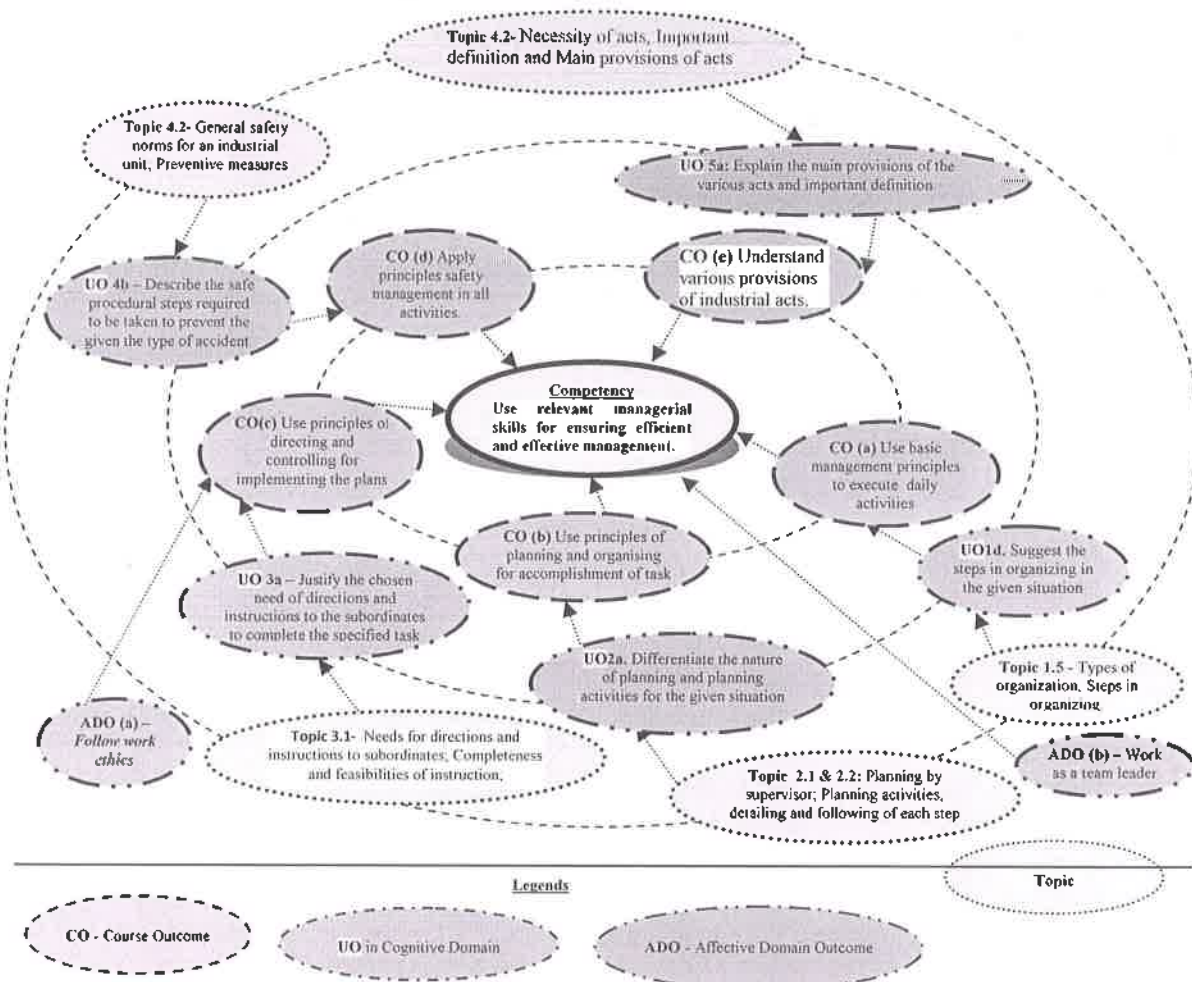 Topic 4.2- Necessity of acts, Important
definition and Main provisions of acts
Topic 4.2- General safety
norms for an industrial
unit, Preventive measures
UO 5a: Explain the main provisions of the
various acts and important definition
CO (d) Apply
principles safety
management in all
activities.
CO (e) Understand
various provisions
of industrial acts.
UO 4b – Describe the safe
procedural steps required
to be taken to prevent the
given the type of accident
Competency
Use relevant managerial
skills for ensuring efficient
and effective management.
CO(c) Use principles of
directing and
controlling for
implementing the plans
CO (a) Use basic
management principles
to execute daily
activities
CO (b) Use principles of
planning and organising
for accomplishment of task
UO1d. Suggest the
steps in organizing in
the given situation
UO 3a – Justify the chosen
need of directions and
instructions to the subordinates
to complete the specified task
UO2a. Differentiate the nature
of planning and planning
activities for the given situation
Topic 1.5 - Types of
organization, Steps in
organizing
ADO (a) –
Follow work
ethics
Topic 3.1- Needs for directions and
instructions to subordinates, Completeness
and feasibilities of instruction,
ADO (b) – Work
as a team leader
Topic 2.1 & 2.2: Planning by
supervisor; Planning activities,
detailing and following of each step
Legends
Topic
CO - Course Outcome
UO in Cognitive Domain
ADO - Affective Domain Outcome